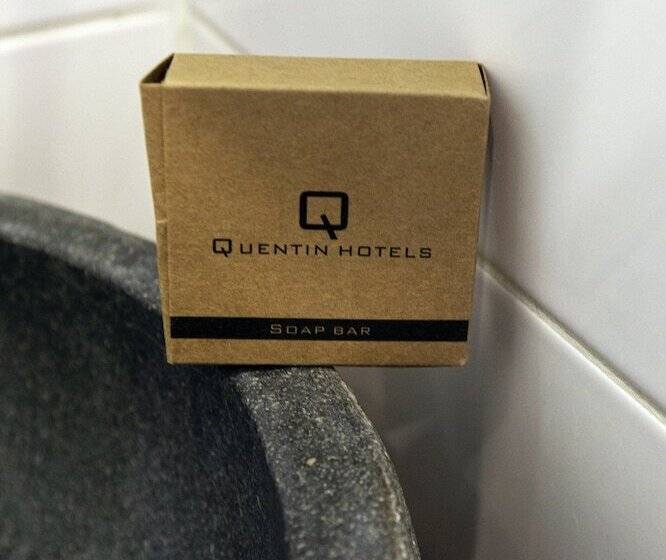 Q
QUENTIN HOTELS
SOAP BAR